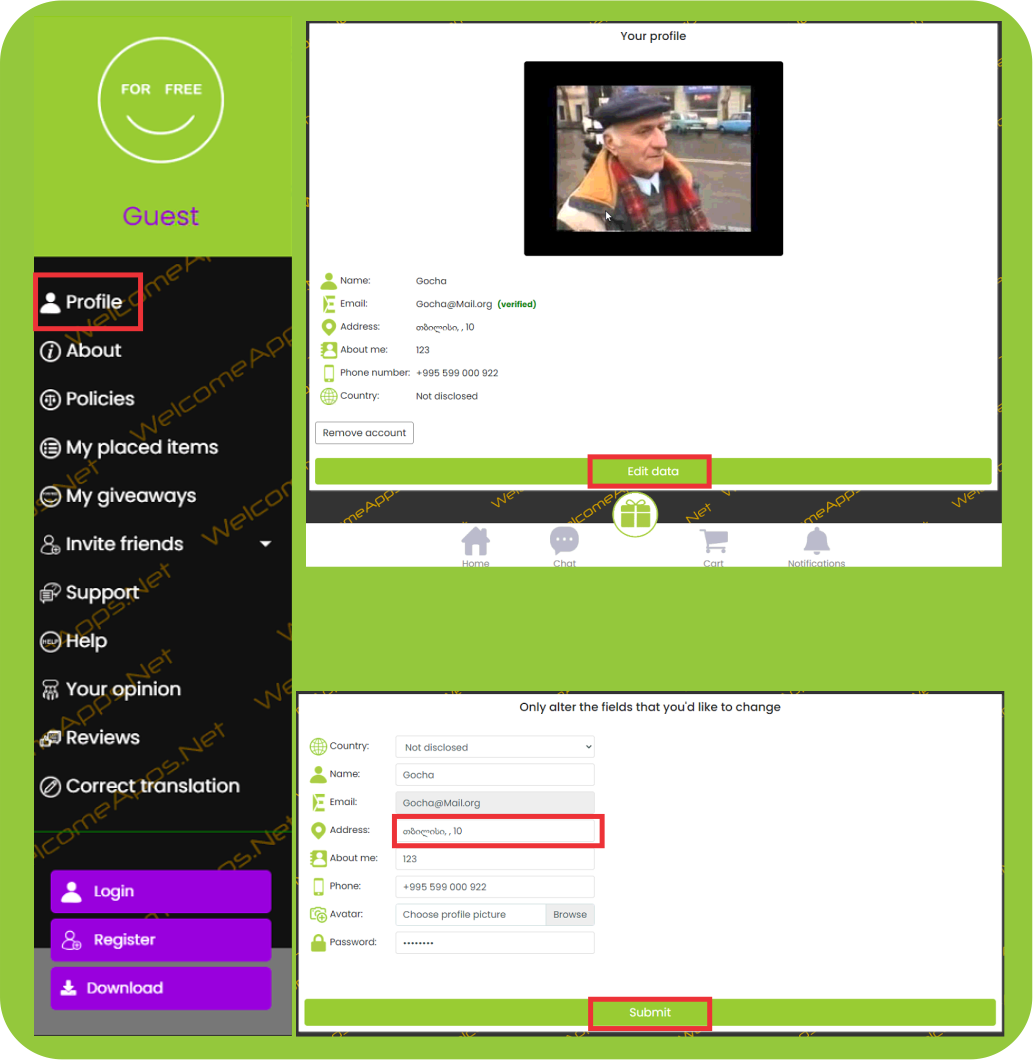 FOR FREE
Guest
Profile
About
Policies
My placed items
My giveaways
Invite friends
Support
HELP Help
Your opinion
Reviews
Correct translation
Login
Register
Download
Your profile
Name: Gocha
Email: Gocha@Mail.org (verified)
Address: თბილისი, , 10
About me: 123
Phone number: +995 599 000 922
Country: Not disclosed
Remove account
Edit data
Home Chat Cart Notifications
Only alter the fields that you'd like to change
Country: Not disclosed
Name: Gocha
Email: Gocha@Mail.org
Address: თბილისი, , 10
About me: 123
Phone: +995 599 000 922
Avatar: Choose profile picture Browse
Password: ••••••••
Submit
WelcomeApps.Net